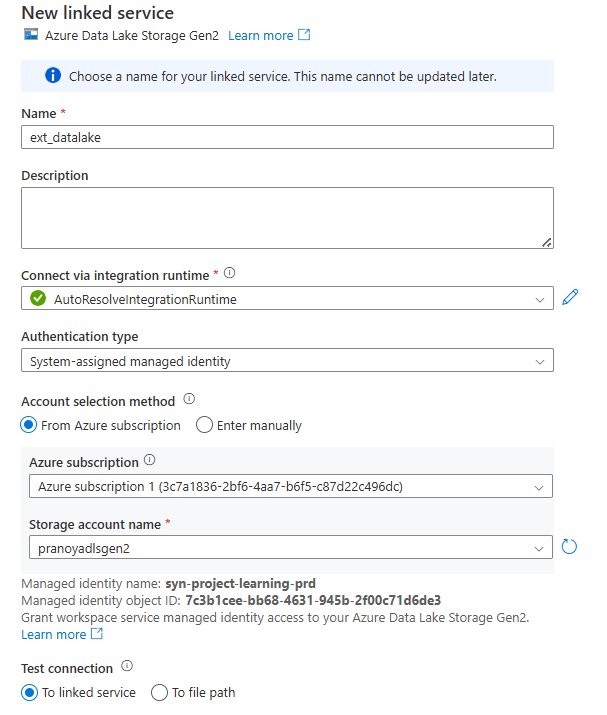 New linked service
Azure Data Lake Storage Gen2 Learn more
Choose a name for your linked service. This name cannot be updated later.
Name *
ext_datalake
Description
Connect via integration runtime *
AutoResolveIntegrationRuntime
Authentication type
System-assigned managed identity
Account selection method
From Azure subscription Enter manually
Azure subscription
Azure subscription 1 (3c7a1836-2bf6-4aa7-b6f5-c87d22c496dc)
Storage account name *
pranoyadlsgen2
Managed identity name: syn-project-learning-prd
Managed identity object ID: 7c3b1cee-bb68-4631-945b-2f00c71d6de3
Grant workspace service managed identity access to your Azure Data Lake Storage Gen2.
Learn more
Test connection
To linked service To file path